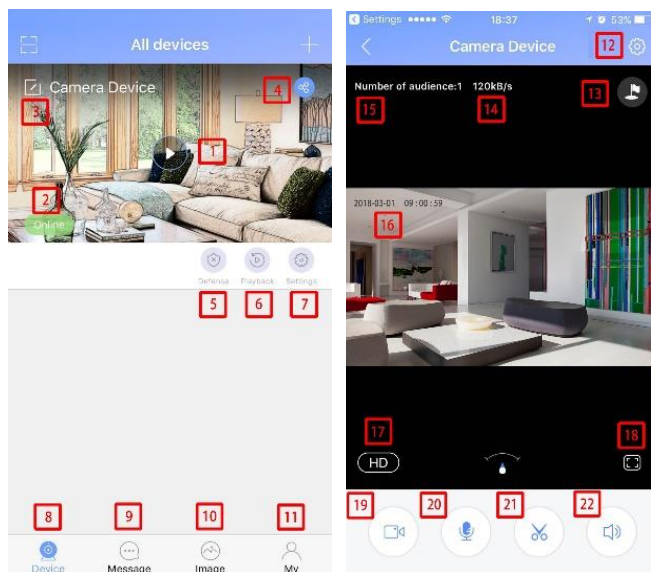 All devices
Camera Device
4
3
1
2
Online
Defense
Playback
Settings
5
6
7
8
9
10
11
Device
Message
Image
My
Settings
18:37
53%
Camera Device
12
Number of audience:1
120kB/s
13
15
14
2018-03-01 09:00:59
16
17
18
HD
19
20
21
22